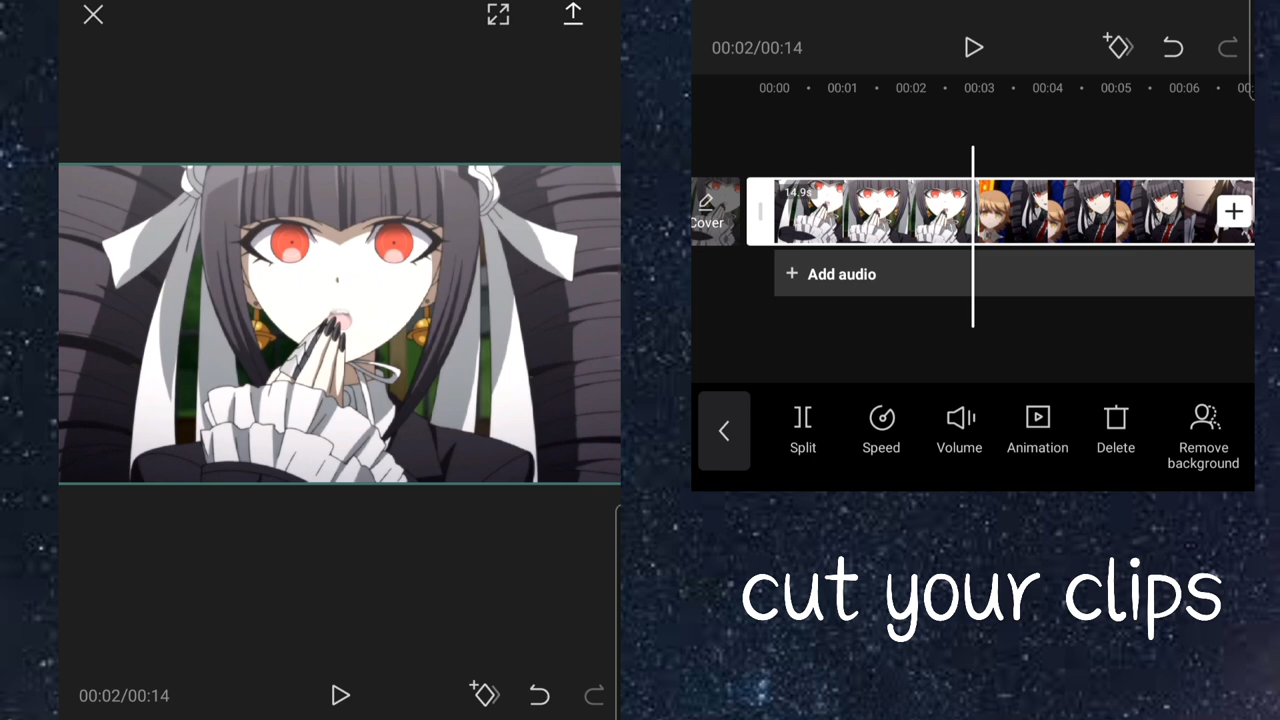 00:02/00:14
00:02/00:14
00:00 00:01 00:02 00:03 00:04 00:05 00:06 00:
14.9s
Cover
+ Add audio
Split Speed Volume Animation Delete Remove background
cut your clips